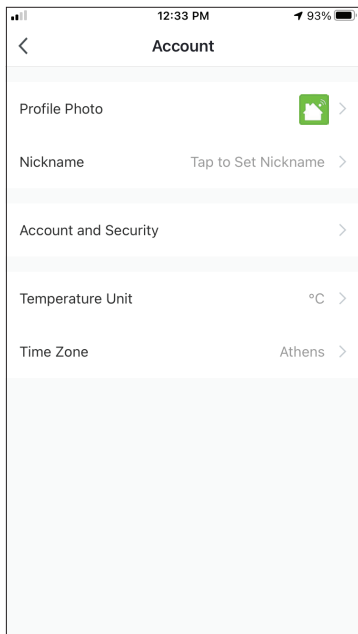 12:33 PM 93%
Account
Profile Photo
Nickname Tap to Set Nickname
Account and Security
Temperature Unit °C
Time Zone Athens